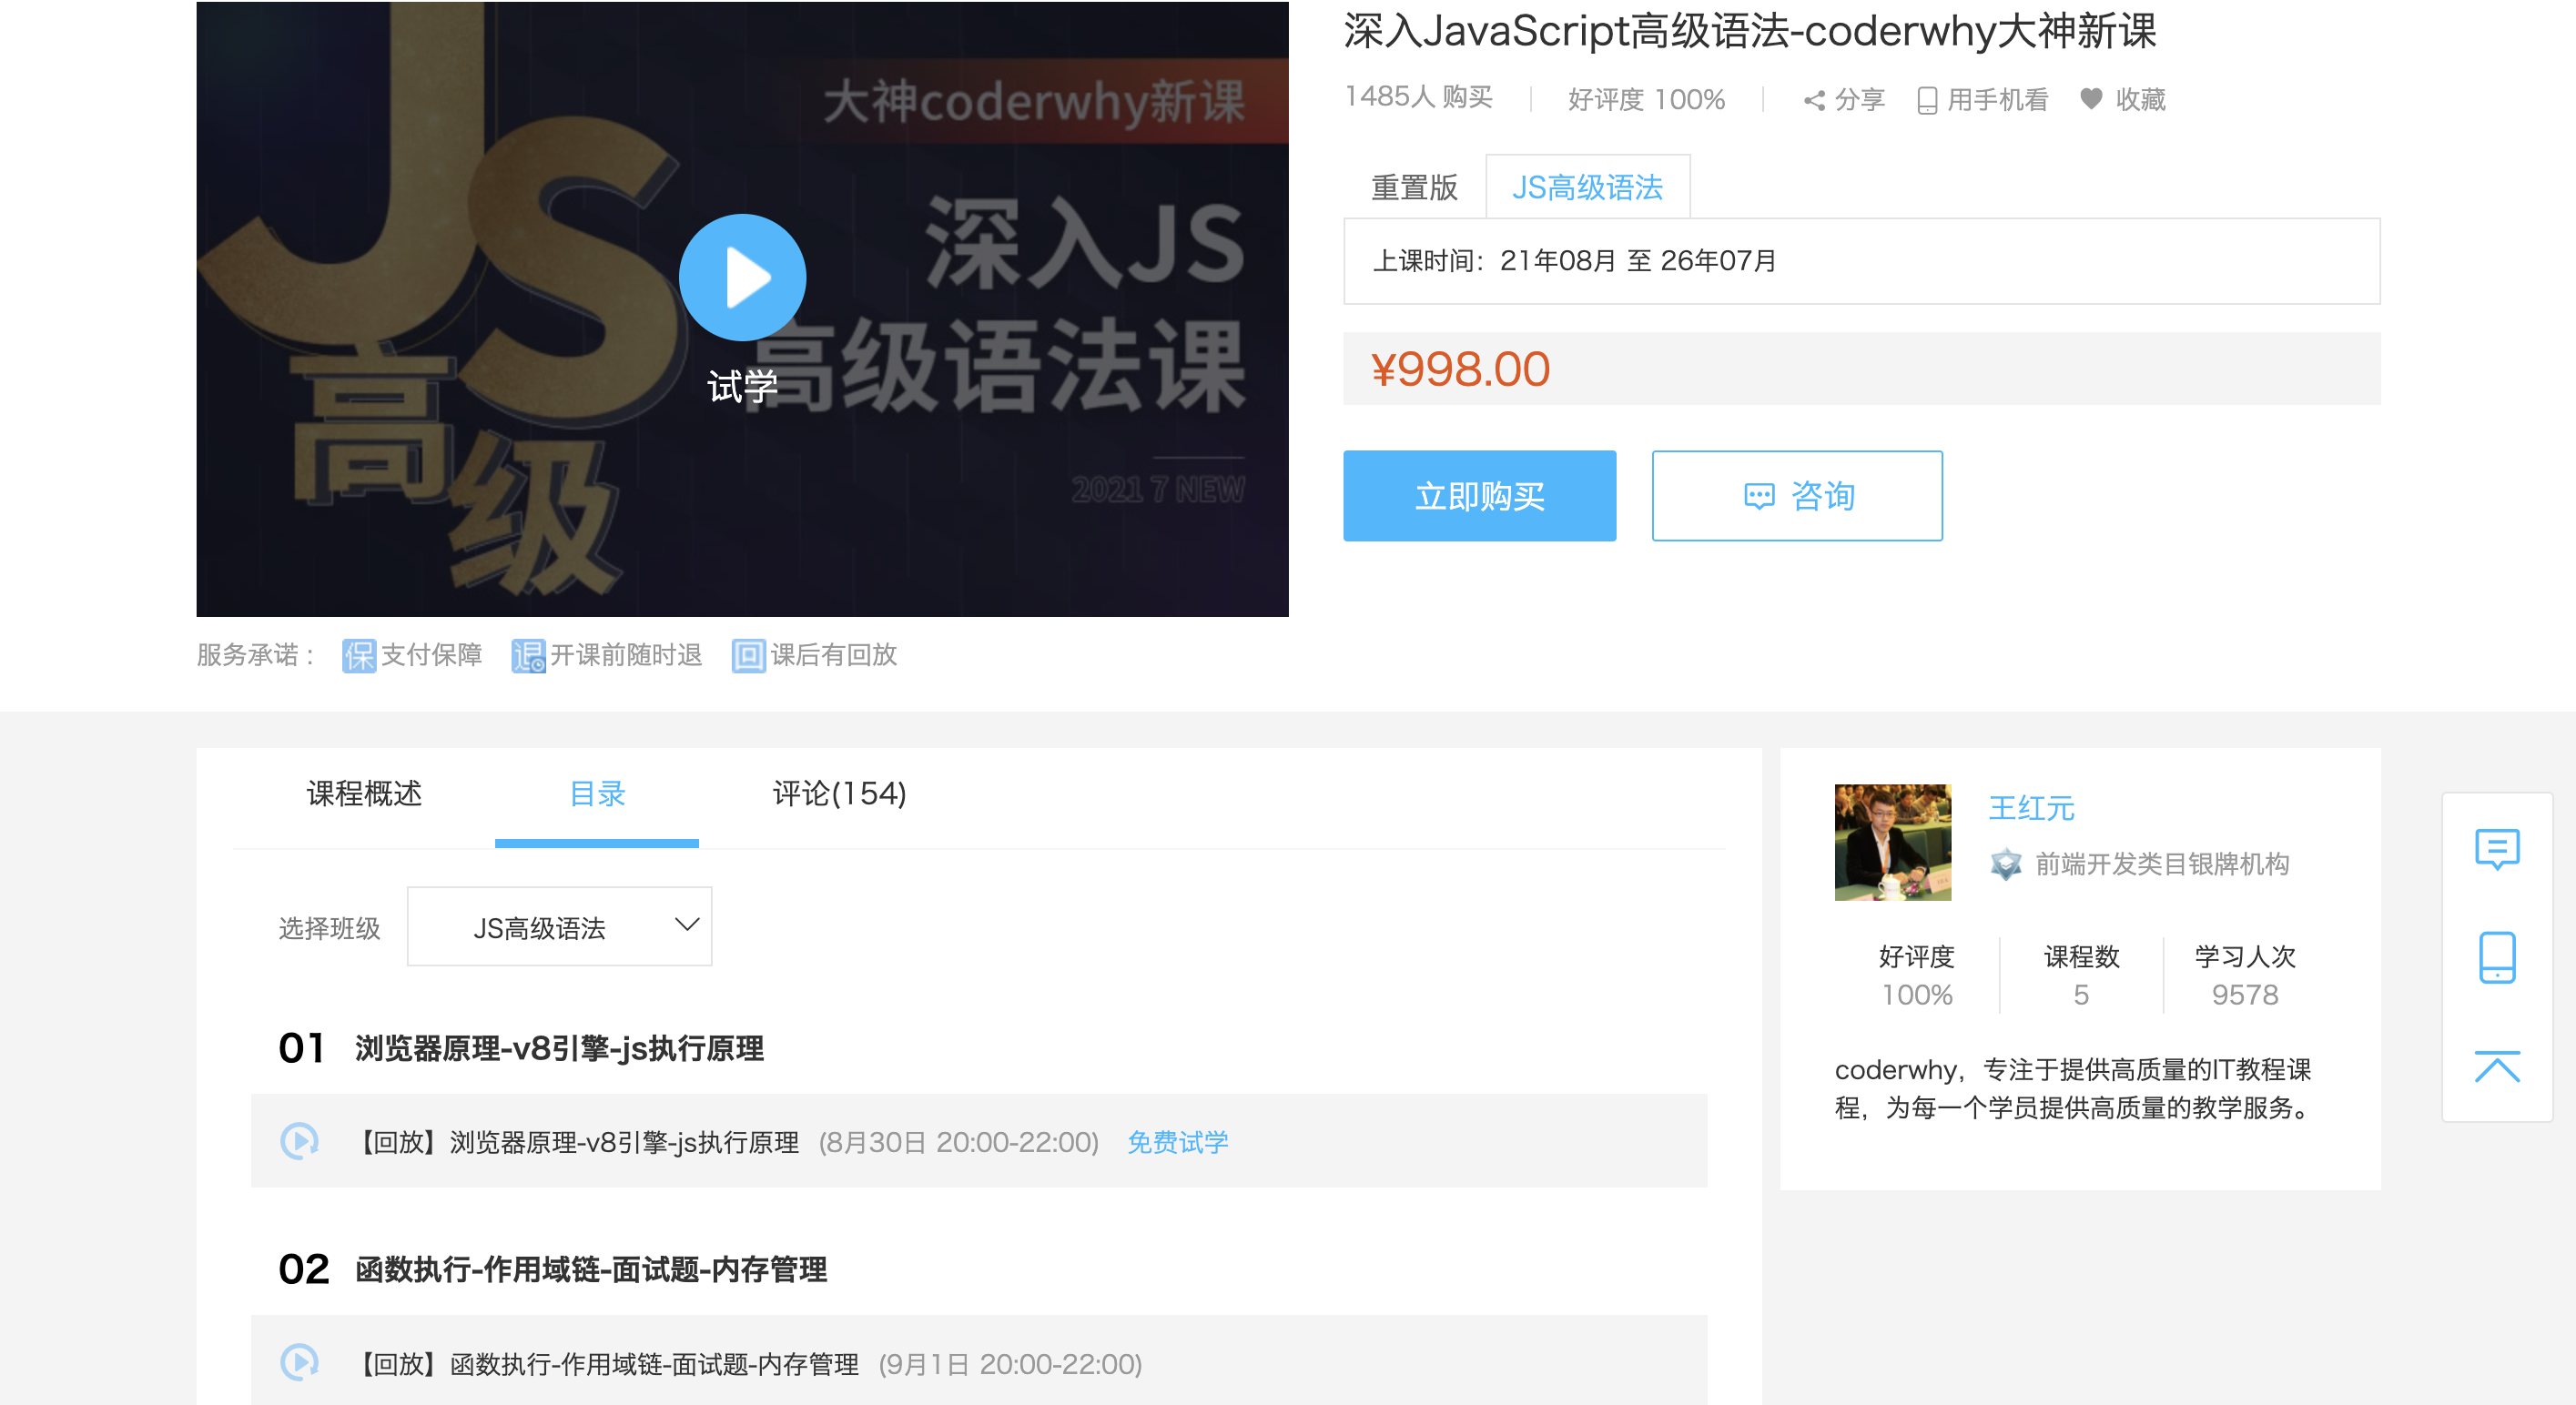 大神coderwhy新课
JS
高级
深入JS
高级语法课
2021 7 NEW
试学
服务承诺：
保 支付保障
退 开课前随时退
回 课后有回放
深入JavaScript高级语法-coderwhy大神新课
1485人 购买
好评度 100%
分享
用手机看
收藏
重置版
JS高级语法
上课时间：21年08月 至 26年07月
¥998.00
立即购买
咨询
课程概述
目录
评论(154)
选择班级
JS高级语法
01 浏览器原理-v8引擎-js执行原理
【回放】浏览器原理-v8引擎-js执行原理 (8月30日 20:00-22:00) 免费试学
02 函数执行-作用域链-面试题-内存管理
【回放】函数执行-作用域链-面试题-内存管理 (9月1日 20:00-22:00)
王红元
前端开发类目银牌机构
好评度
100%
课程数
5
学习人次
9578
coderwhy，专注于提供高质量的IT教程课
程，为每一个学员提供高质量的教学服务。